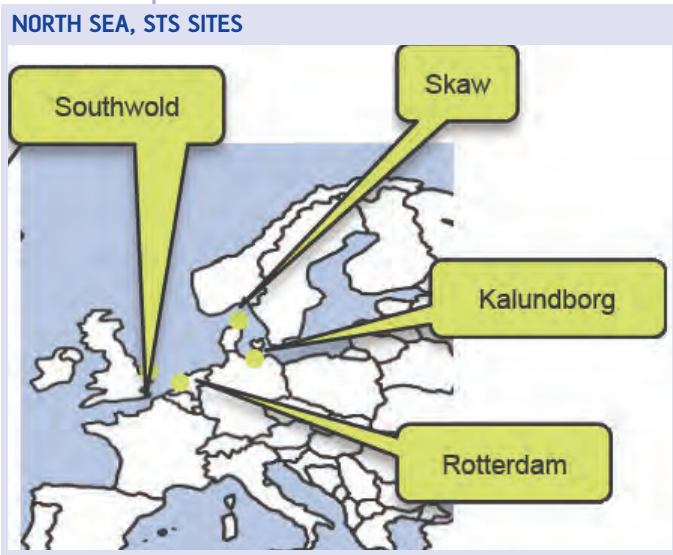 NORTH SEA, STS SITES
Skaw
Southwold
Kalundborg
Rotterdam